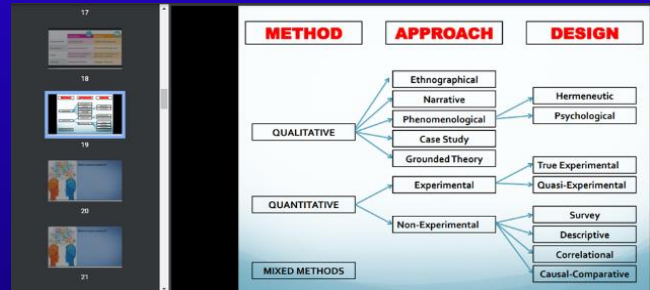 17
18
19
20
21
METHOD APPROACH DESIGN
Ethnographical
Narrative
Phenomenological
Case Study
Grounded Theory
QUALITATIVE
Hermeneutic
Psychological
Experimental
Non-Experimental
QUANTITATIVE
True Experimental
Quasi-Experimental
Survey
Descriptive
Correlational
Causal-Comparative
MIXED METHODS